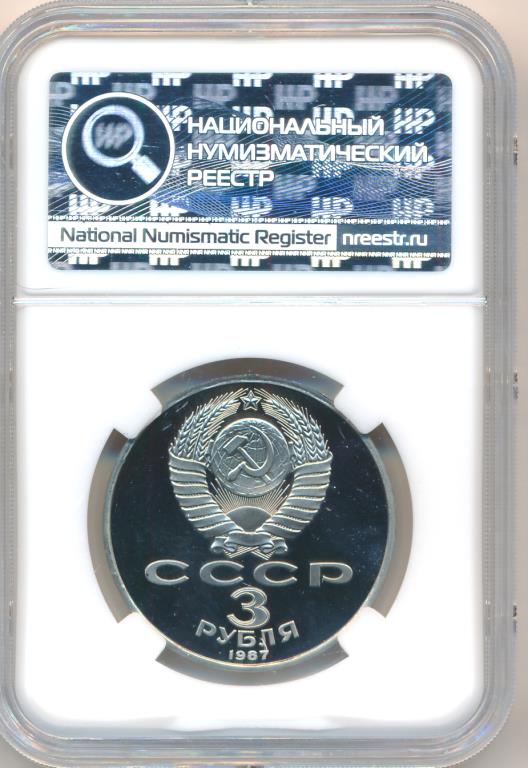 НАЦИОНАЛЬНЫЙ
НУМИЗМАТИЧЕСКИЙ
РЕЕСТР
National Numismatic Register nreestr.ru
СССР
3
РУБЛЯ
1987